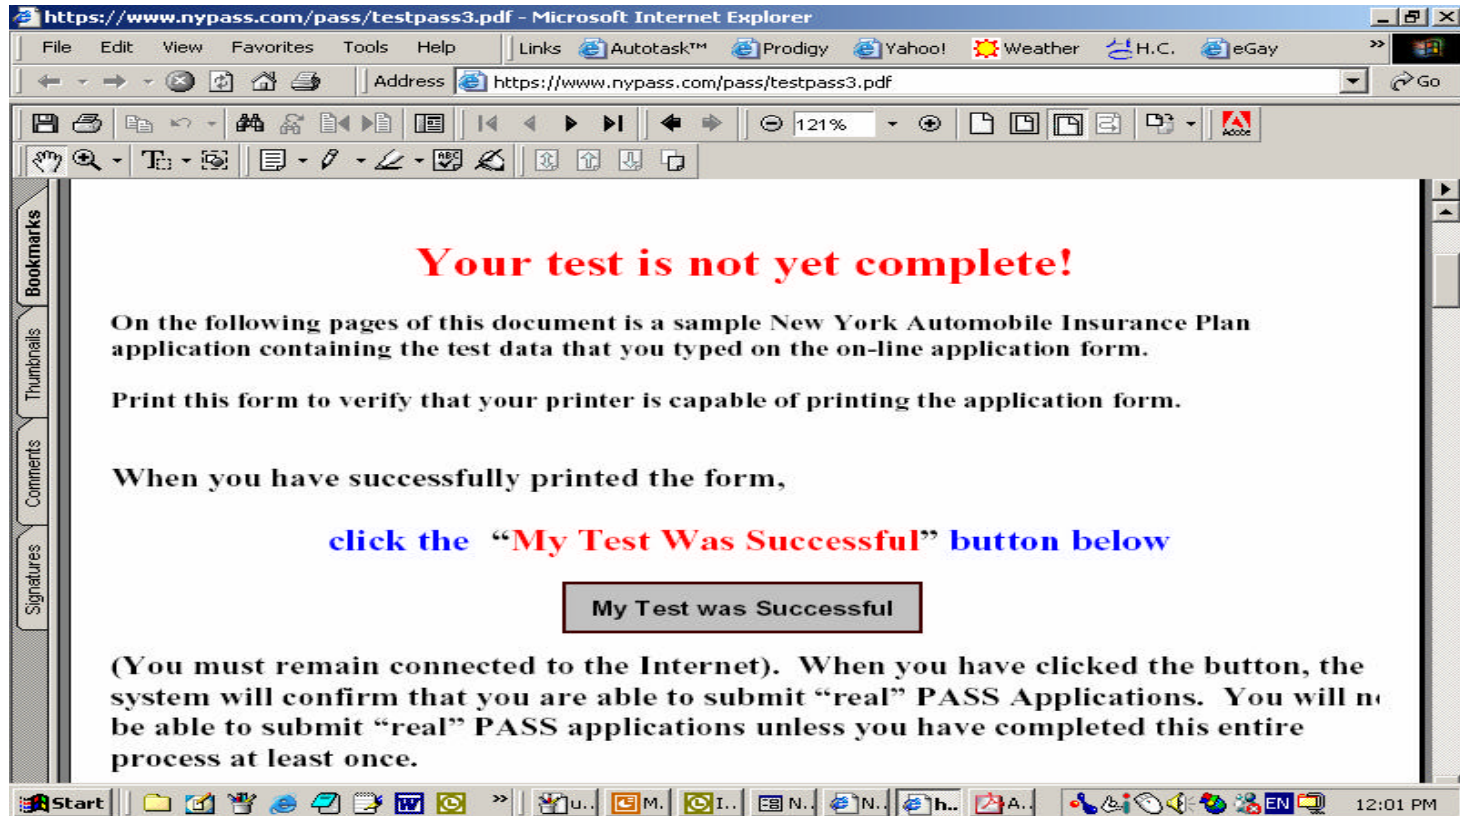 https://www.nypass.com/pass/testpass3.pdf - Microsoft Internet Explorer
File Edit View Favorites Tools Help Links Autotask™ Prodigy Yahoo! Weather H.C. eGay »
Address https://www.nypass.com/pass/testpass3.pdf Go
121% Adobe
ABC
Bookmarks
Thumbnails
Comments
Signatures
Your test is not yet complete!
On the following pages of this document is a sample New York Automobile Insurance Plan
application containing the test data that you typed on the on-line application form.
Print this form to verify that your printer is capable of printing the application form.
When you have successfully printed the form,
click the “My Test Was Successful” button below
My Test was Successful
(You must remain connected to the Internet). When you have clicked the button, the
system will confirm that you are able to submit “real” PASS Applications. You will
be able to submit “real” PASS applications unless you have completed this entire
process at least once.
Start » u.. M. I.. N.. N.. h.. A.. EN 12:01 PM